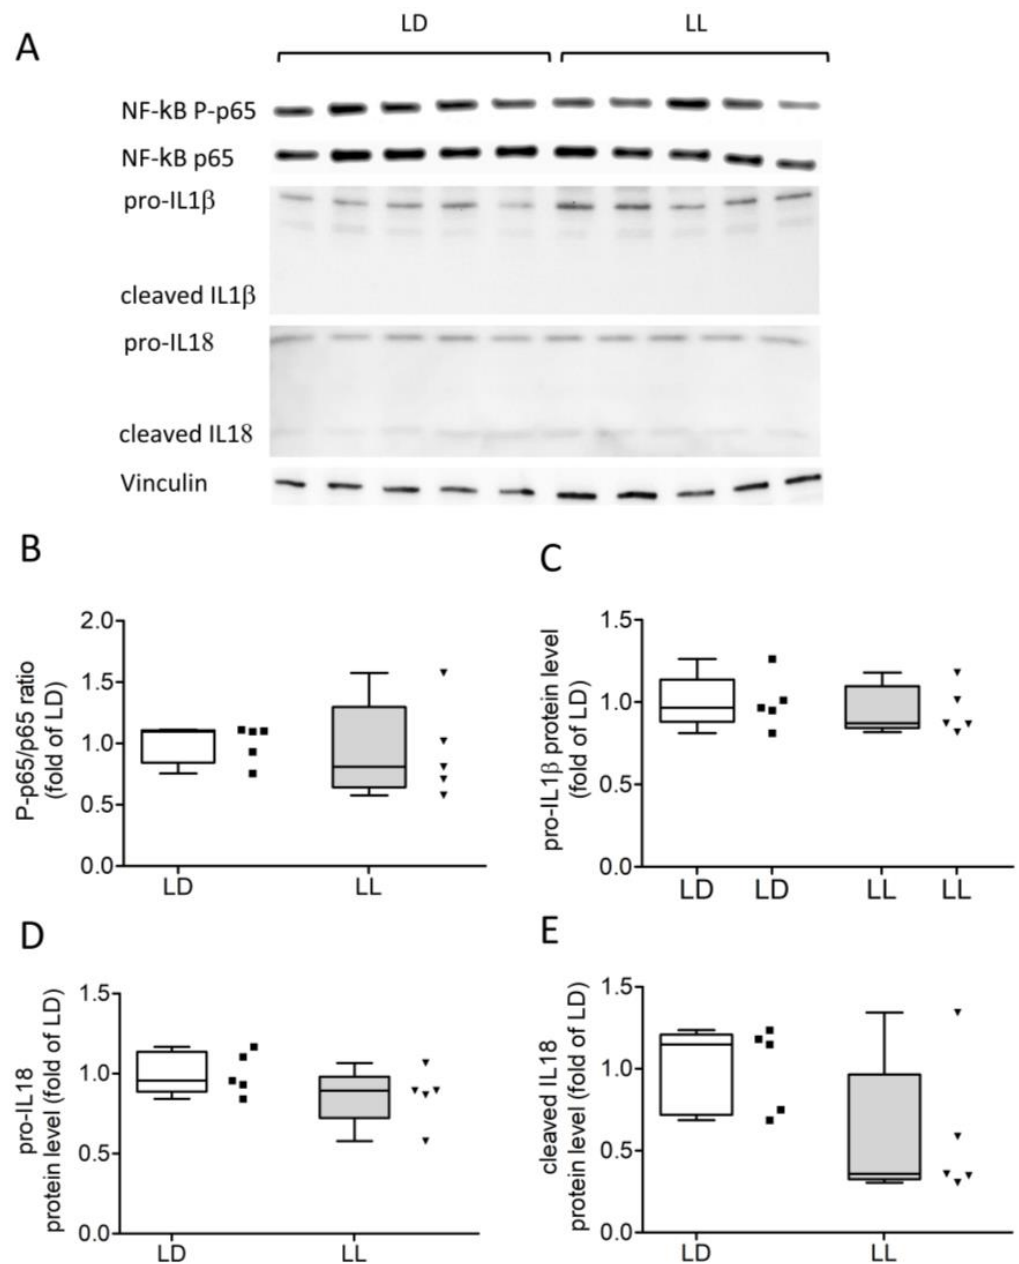 A
LD
LL
NF-kB P-p65
NF-kB p65
pro-IL1β
cleaved IL1β
pro-IL18
cleaved IL18
Vinculin
B
P-p65/p65 ratio
(fold of LD)
2.0
1.5
1.0
0.5
0.0
LD
LL
C
pro-IL1β protein level
(fold of LD)
1.5
1.0
0.5
0.0
LD
LD
LL
LL
D
pro-IL18
protein level (fold of LD)
1.5
1.0
0.5
0.0
LD
LL
E
cleaved IL18
protein level (fold of LD)
1.5
1.0
0.5
0.0
LD
LL